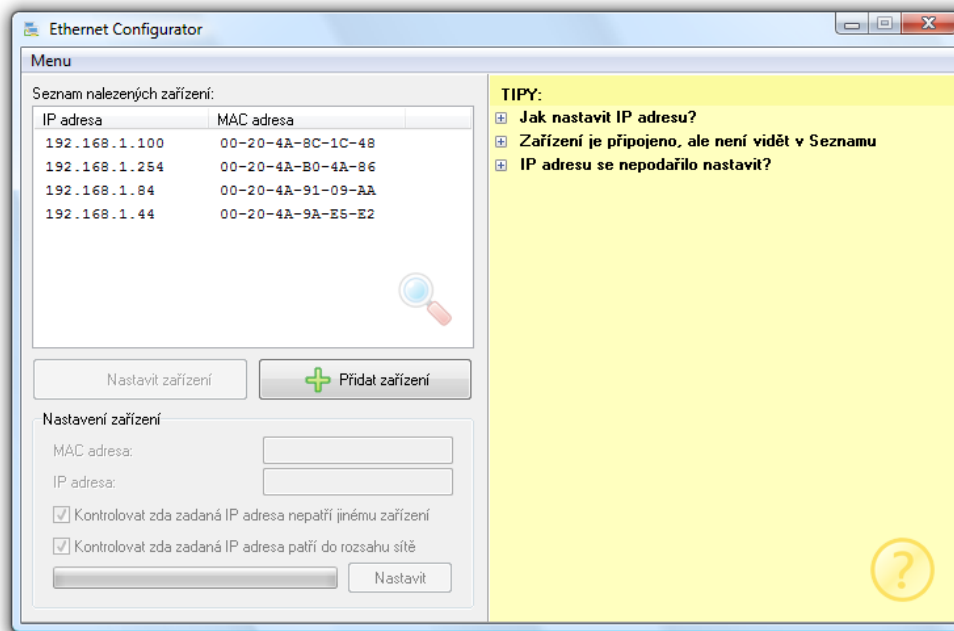 Ethernet Configurator
Menu
Seznam nalezených zařízení:
IP adresa MAC adresa
192.168.1.100 00-20-4A-8C-1C-48
192.168.1.254 00-20-4A-B0-4A-86
192.168.1.84 00-20-4A-91-09-AA
192.168.1.44 00-20-4A-9A-E5-E2
Nastavit zařízení
Přidat zařízení
Nastavení zařízení
MAC adresa:
IP adresa:
Kontrolovat zda zadaná IP adresa nepatří jinému zařízení
Kontrolovat zda zadaná IP adresa patří do rozsahu sítě
Nastavit
TIPY:
Jak nastavit IP adresu?
Zařízení je připojeno, ale není vidět v Seznamu
IP adresu se nepodařilo nastavit?
?